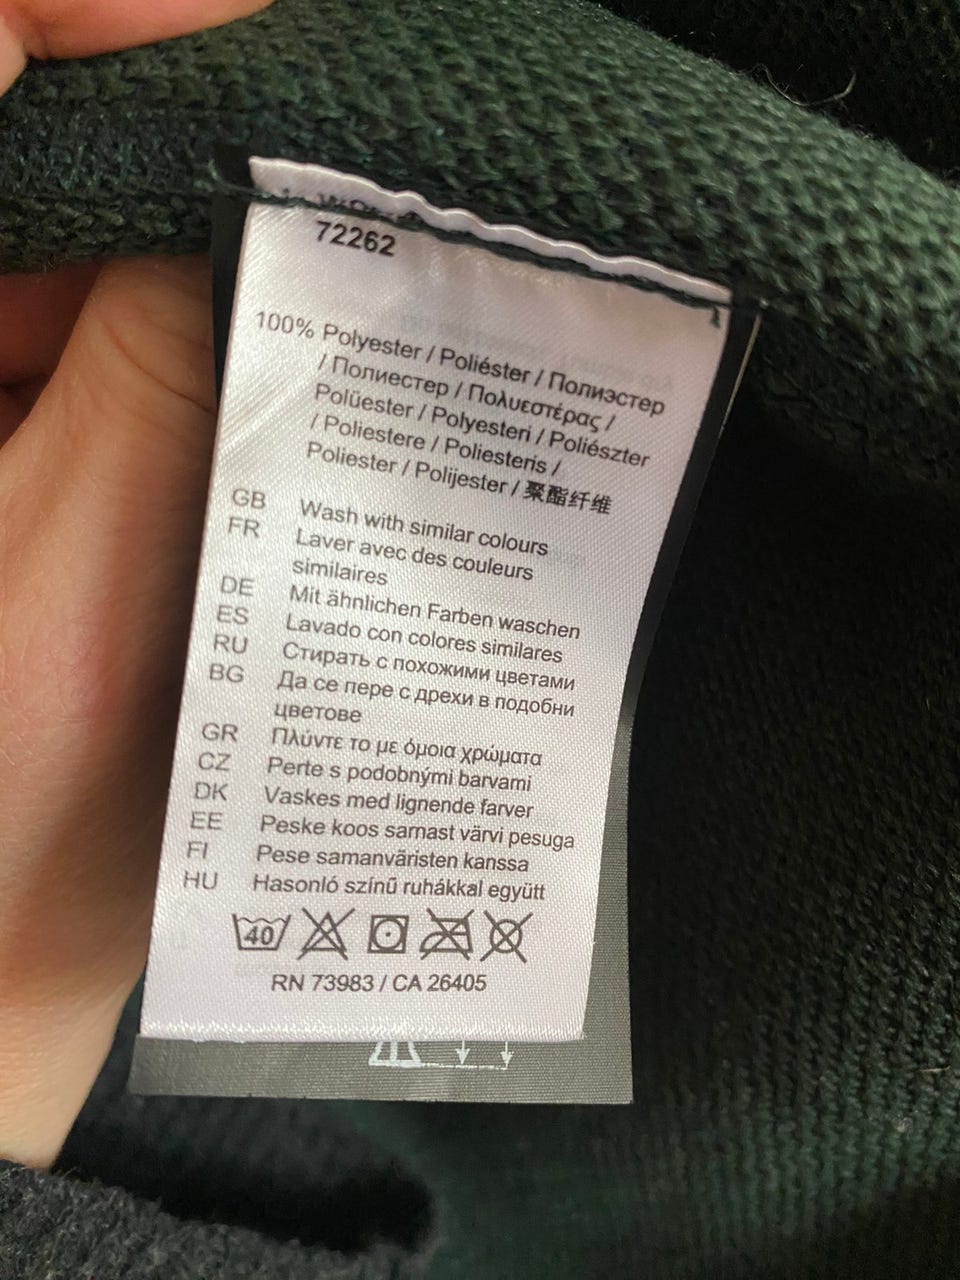 72262
100% Polyester / Poliéster / Полиэстер
/ Полиестер / Πολυεστέρας /
Polüester / Polyesteri / Poliészter
/ Poliestere / Poliesteris /
Poliester / Polijester / 聚酯纤维
GB Wash with similar colours
FR Laver avec des couleurs
similaires
DE Mit ähnlichen Farben waschen
ES Lavado con colores similares
RU Стирать с похожими цветами
BG Да се пере с дрехи в подобни
цветове
GR Πλύντε το με όμοια χρώματα
CZ Perte s podobnými barvami
DK Vaskes med lignende farver
EE Peske koos sarnast värvi pesuga
FI Pese samanväristen kanssa
HU Hasonló színű ruhákkal együtt
40
RN 73983 / CA 26405